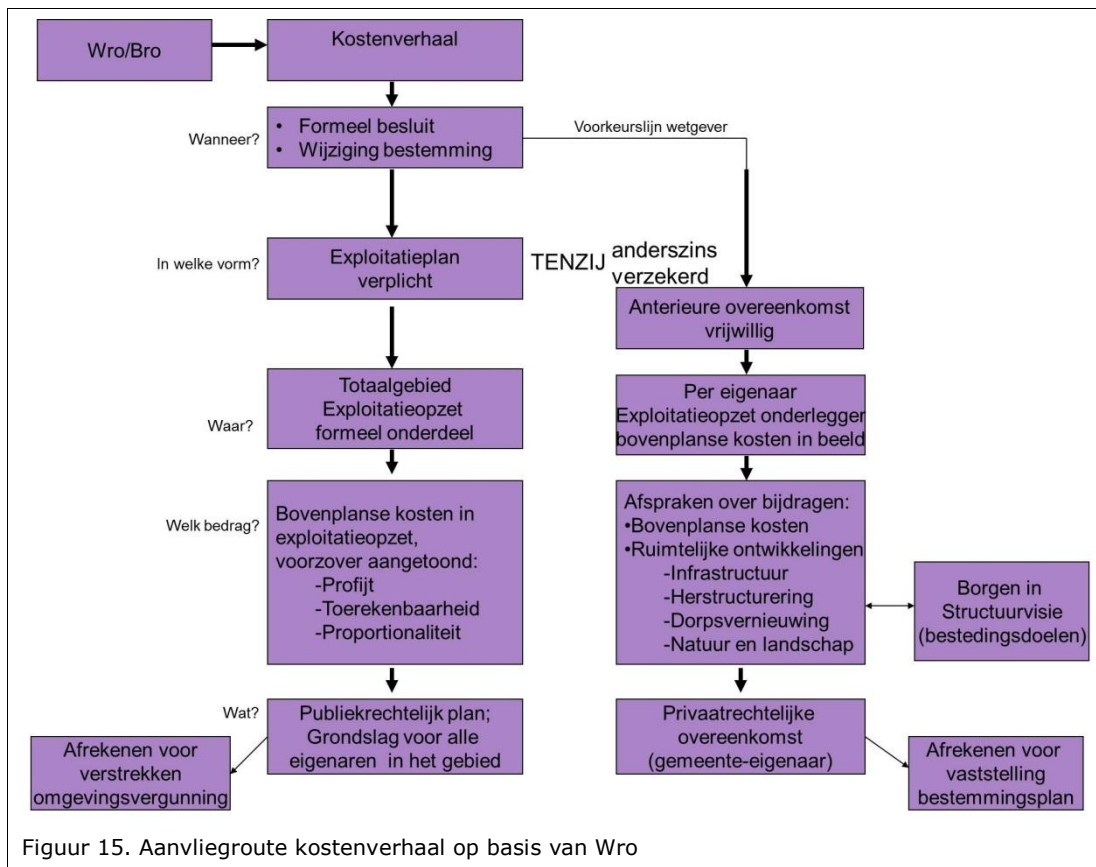 Wro/Bro
Kostenverhaal
Wanneer?
• Formeel besluit
• Wijziging bestemming
Voorkeurslijn wetgever
In welke vorm?
Exploitatieplan
verplicht
TENZIJ
anderszins
verzekerd
Anterieure overeenkomst
vrijwillig
Waar?
Totaalgebied
Exploitatieopzet
formeel onderdeel
Per eigenaar
Exploitatieopzet onderlegger
bovenplanse kosten in beeld
Welk bedrag?
Bovenplanse kosten in
exploitatieopzet,
voorzover aangetoond:
-Profijt
-Toerekenbaarheid
-Proportionaliteit
Afspraken over bijdragen:
•Bovenplanse kosten
•Ruimtelijke ontwikkelingen
-Infrastructuur
-Herstructurering
-Dorpsvernieuwing
-Natuur en landschap
Borgen in
Structuurvisie
(bestedingsdoelen)
Wat?
Publiekrechtelijk plan;
Grondslag voor alle
eigenaren in het gebied
Privaatrechtelijke
overeenkomst
(gemeente-eigenaar)
Afrekenen voor
verstrekken
omgevingsvergunning
Afrekenen voor
vaststelling
bestemmingsplan
Figuur 15. Aanvliegroute kostenverhaal op basis van Wro